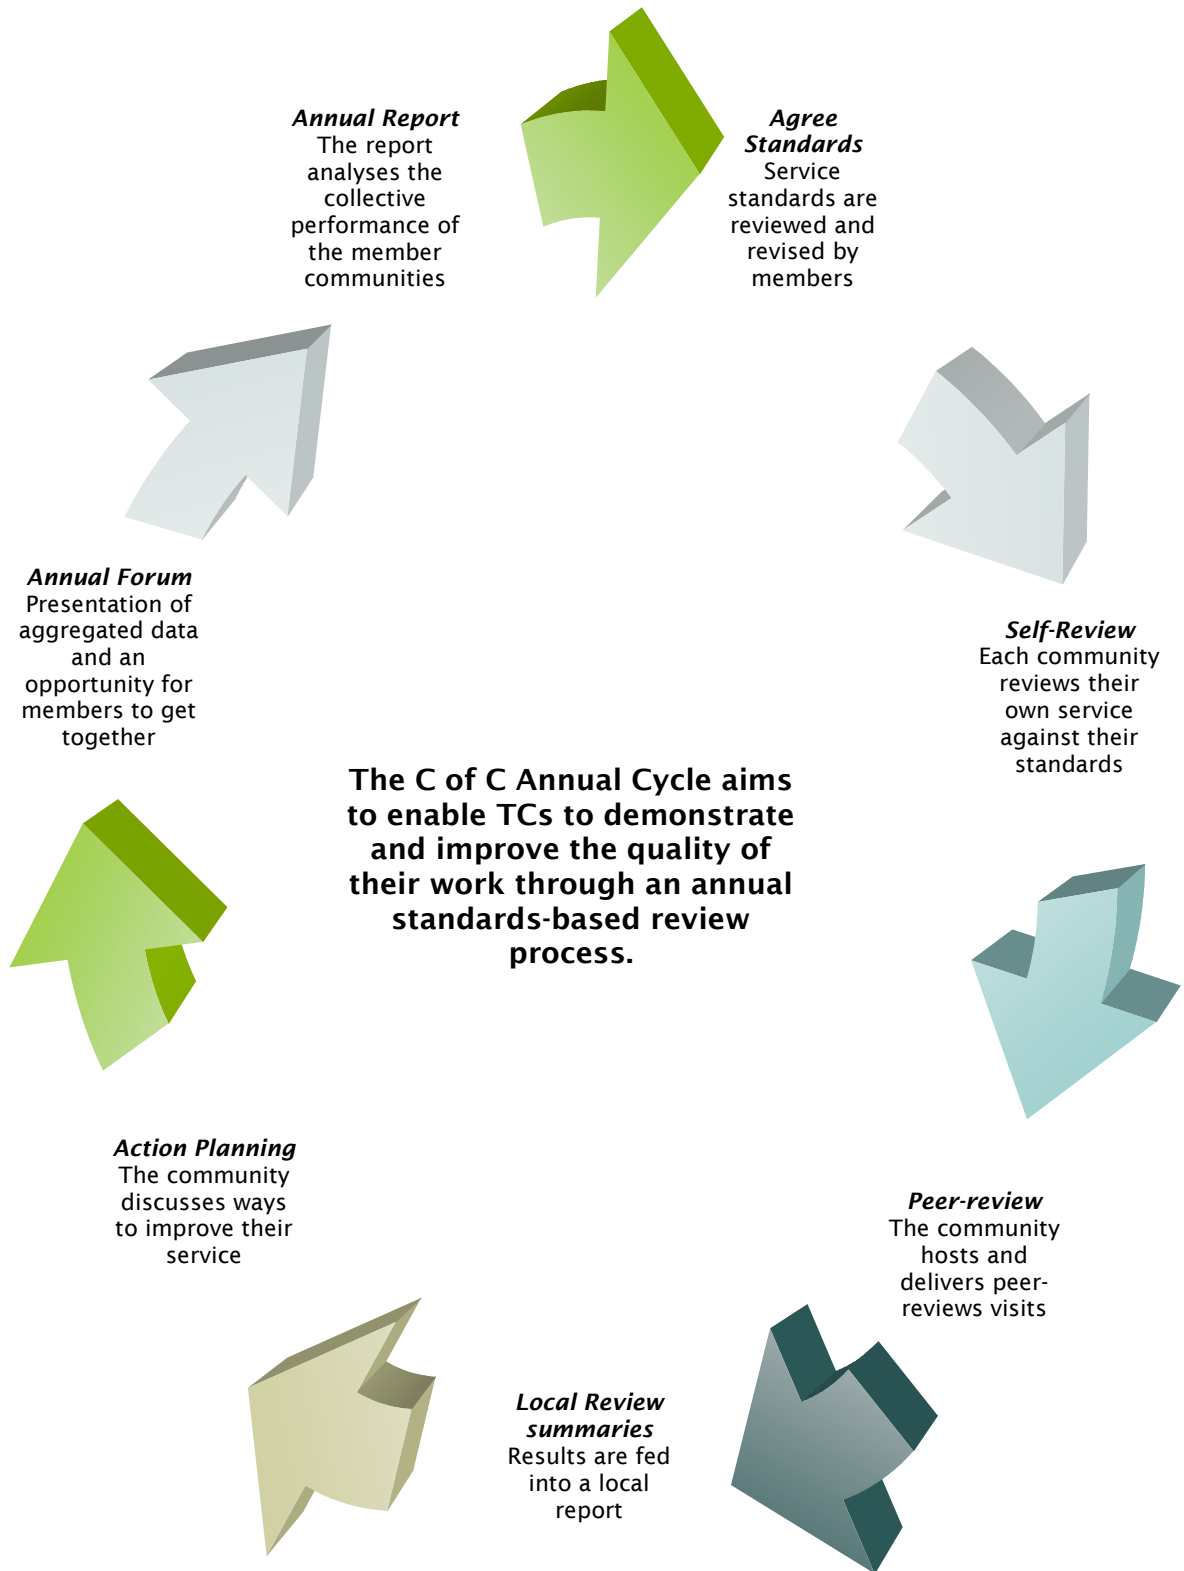 Annual Report
The report
analyses the
collective
performance of
the member
communities
Agree
Standards
Service
standards are
reviewed and
revised by
members
Self-Review
Each community
reviews their
own service
against their
standards
Peer-review
The community
hosts and
delivers peer-
reviews visits
Local Review
summaries
Results are fed
into a local
report
Action Planning
The community
discusses ways
to improve their
service
Annual Forum
Presentation of
aggregated data
and an
opportunity for
members to get
together
The C of C Annual Cycle aims
to enable TCs to demonstrate
and improve the quality of
their work through an annual
standards-based review
process.